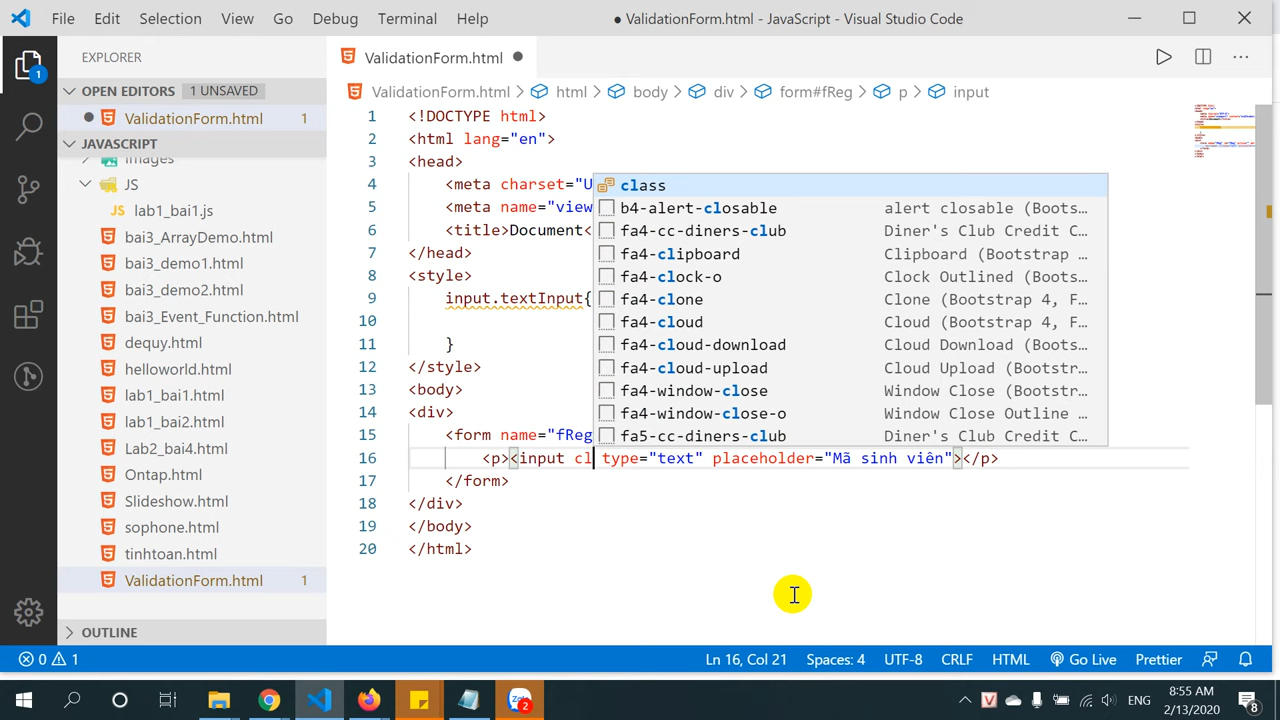 File Edit Selection View Go Debug Terminal Help
● ValidationForm.html - JavaScript - Visual Studio Code
EXPLORER
OPEN EDITORS 1 UNSAVED
ValidationForm.html 1
JAVASCRIPT
images
JS
lab1_bai1.js
bai3_ArrayDemo.html
bai3_demo1.html
bai3_demo2.html
bai3_Event_Function.html
dequy.html
helloworld.html
lab1_bai1.html
lab1_bai2.html
Lab2_bai4.html
Ontap.html
Slideshow.html
sophone.html
tinhtoan.html
ValidationForm.html 1
OUTLINE
1
ValidationForm.html
ValidationForm.html > html > body > div > form#fReg > p > input
1 <!DOCTYPE html>
2 <html lang="en">
3 <head>
4 <meta charset="U
5 <meta name="view
6 <title>Document<
7 </head>
8 <style>
9 input.textInput{
10
11 }
12 </style>
13 <body>
14 <div>
15 <form name="fReg
16 <p><input cl type="text" placeholder="Mã sinh viên"></p>
17 </form>
18 </div>
19 </body>
20 </html>
class
b4-alert-closable alert closable (Boots…
fa4-cc-diners-club Diner's Club Credit C…
fa4-clipboard Clipboard (Bootstrap …
fa4-clock-o Clock Outlined (Boots…
fa4-clone Clone (Bootstrap 4, F…
fa4-cloud Cloud (Bootstrap 4, F…
fa4-cloud-download Cloud Download (Boots…
fa4-cloud-upload Cloud Upload (Bootstr…
fa4-window-close Window Close (Bootstr…
fa4-window-close-o Window Close Outline …
fa5-cc-diners-club Diner's Club Credit C…
0 1
Ln 16, Col 21 Spaces: 4 UTF-8 CRLF HTML Go Live Prettier
Zalo
2
V
ENG
8:55 AM
2/13/2020
8